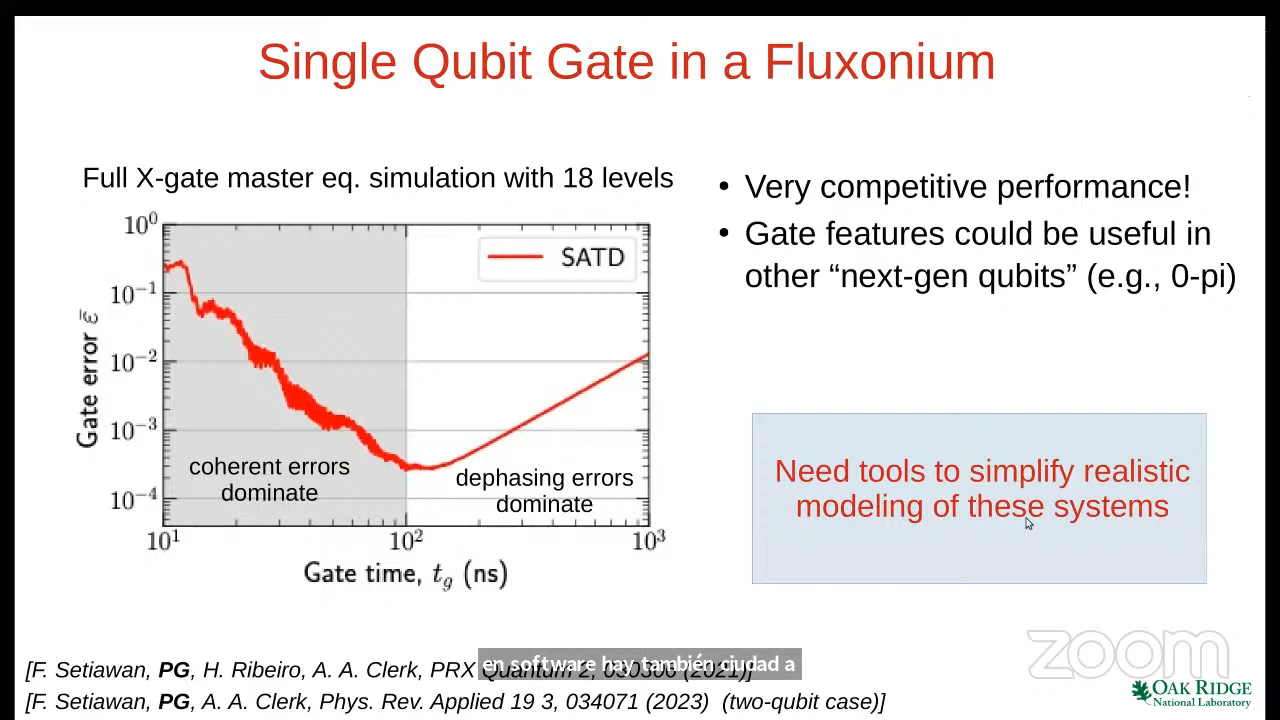 Single Qubit Gate in a Fluxonium
Full X-gate master eq. simulation with 18 levels
10⁰
10⁻¹
10⁻²
10⁻³
10⁻⁴
Gate error ε̄
SATD
coherent errors
dominate
dephasing errors
dominate
10¹
10²
10³
Gate time, t_g (ns)
• Very competitive performance!
• Gate features could be useful in
other “next-gen qubits” (e.g., 0-pi)
Need tools to simplify realistic
modeling of these systems
[F. Setiawan, PG, H. Ribeiro, A. A. Clerk, PRX Quantum 2, 030306 (2021)]
en software hay también ciudad a
[F. Setiawan, PG, A. A. Clerk, Phys. Rev. Applied 19 3, 034071 (2023) (two-qubit case)]
zoom
OAK RIDGE
National Laboratory